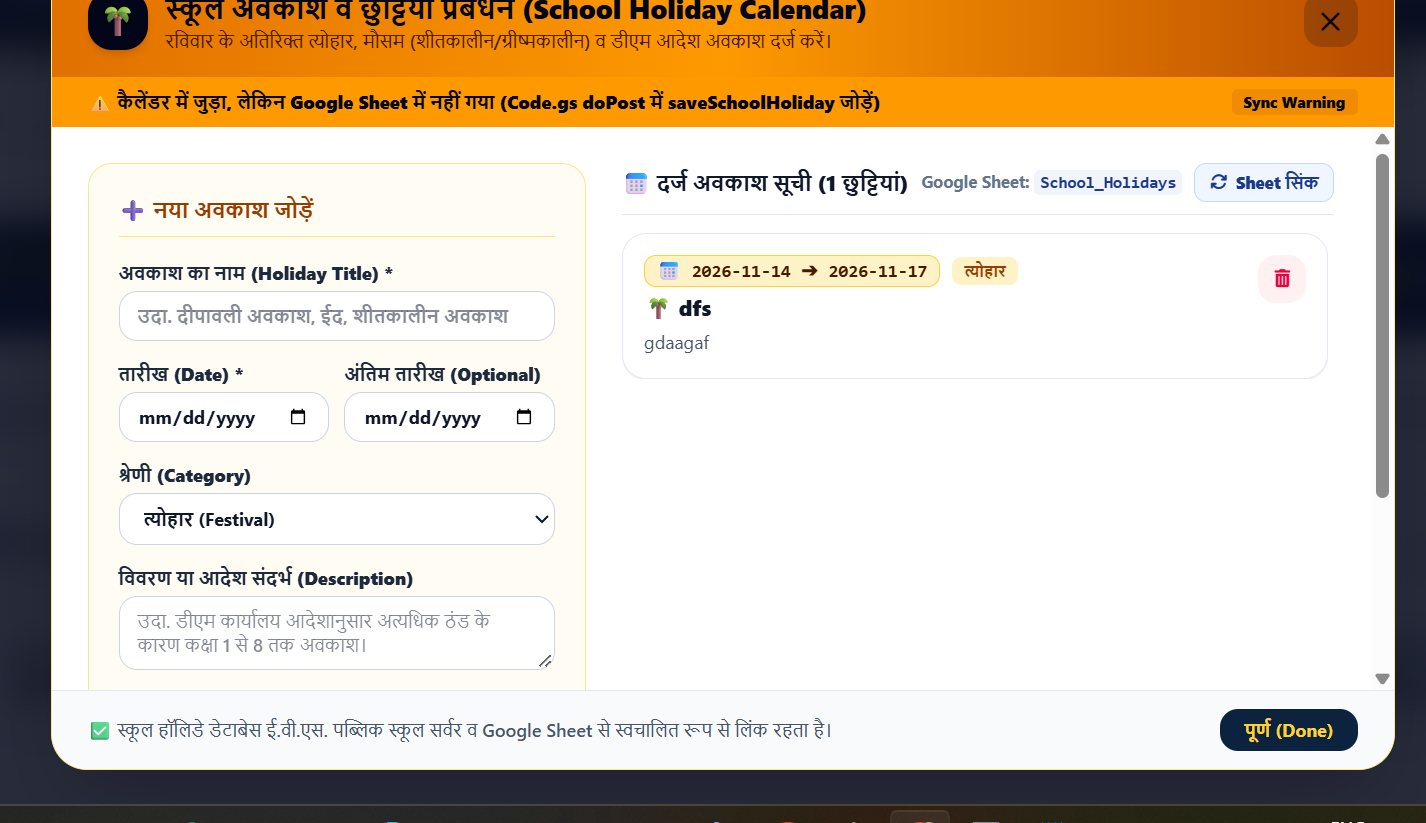 स्कूल अवकाश व छुट्टियां प्रबंधन (School Holiday Calendar)
रविवार के अतिरिक्त त्योहार, मौसम (शीतकालीन/ग्रीष्मकालीन) व डीएम आदेश अवकाश दर्ज करें।
कैलेंडर में जुड़ा, लेकिन Google Sheet में नहीं गया (Code.gs doPost में saveSchoolHoliday जोड़ें)
Sync Warning
नया अवकाश जोड़ें
अवकाश का नाम (Holiday Title) *
उदा. दीपावली अवकाश, ईद, शीतकालीन अवकाश
तारीख (Date) *
अंतिम तारीख (Optional)
mm/dd/yyyy
mm/dd/yyyy
श्रेणी (Category)
त्योहार (Festival)
विवरण या आदेश संदर्भ (Description)
उदा. डीएम कार्यालय आदेशानुसार अत्यधिक ठंड के
कारण कक्षा 1 से 8 तक अवकाश।
दर्ज अवकाश सूची (1 छुट्टियां)
Google Sheet: School_Holidays
Sheet सिंक
2026-11-14 ➔ 2026-11-17
त्योहार
dfs
gdaagaf
स्कूल हॉलिडे डेटाबेस ई.वी.एस. पब्लिक स्कूल सर्वर व Google Sheet से स्वचालित रूप से लिंक रहता है।
पूर्ण (Done)